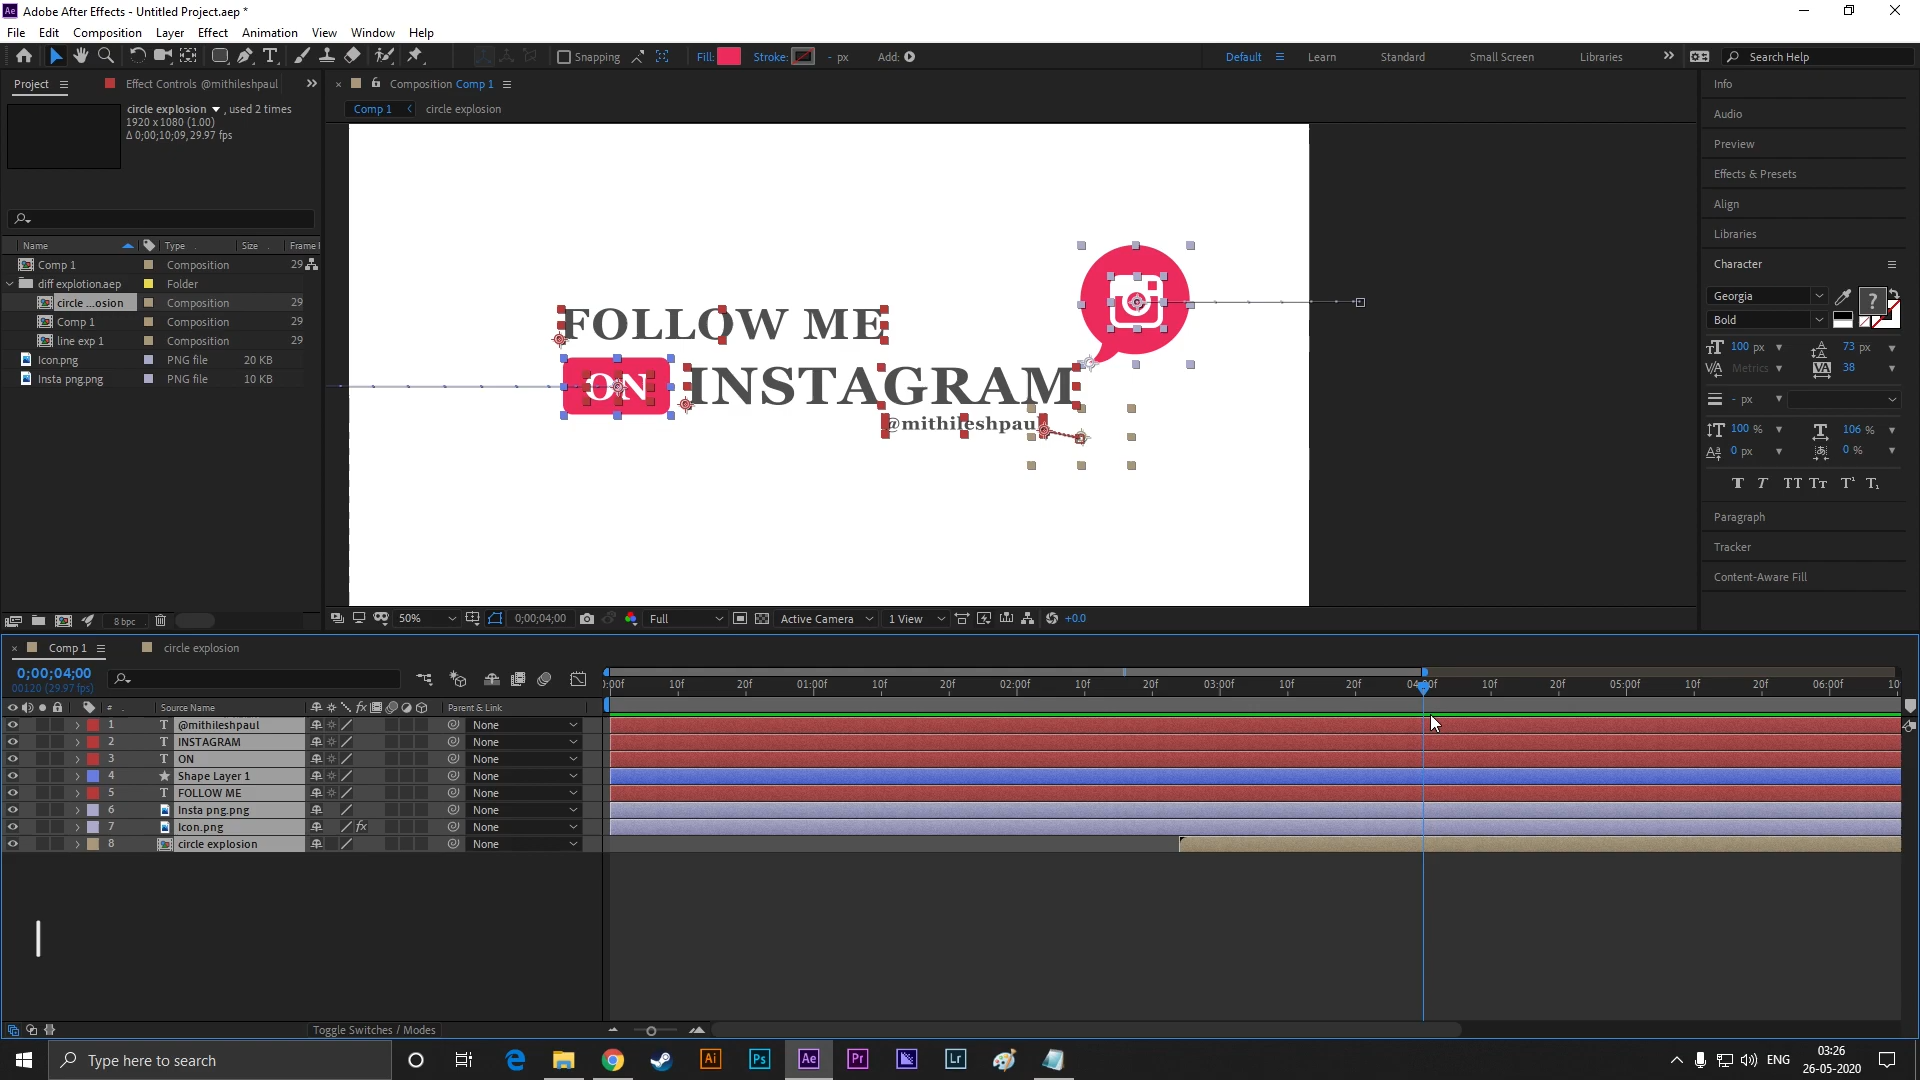 Adobe After Effects - Untitled Project.aep *
File Edit Composition Layer Effect Animation View Window Help
Snapping Fill: Stroke: - px Add:
Default Learn Standard Small Screen Libraries Search Help
Project Effect Controls @mithileshpaul
circle explosion , used 2 times
1920 x 1080 (1.00)
Δ 0;00;10;09, 29.97 fps
Name Type Size Frame
Comp 1 Composition 29
diff explotion.aep Folder
circle ...osion Composition 29
Comp 1 Composition 29
line exp 1 Composition 29
Icon.png PNG file 20 KB
Insta png.png PNG file 10 KB
8 bpc
Composition Comp 1
Comp 1 circle explosion
FOLLOW ME
ON INSTAGRAM
@mithileshpau
50% 0;00;04;00 Full Active Camera 1 View +0.0
Info
Audio
Preview
Effects & Presets
Align
Libraries
Character
Georgia
Bold
100 px 73 px
Metrics 38
- px
100 % 106 %
0 px 0 %
T T TT Tт T¹ T₁
Paragraph
Tracker
Content-Aware Fill
Comp 1 circle explosion
0;00;04;00
00120 (29.97 fps)
:00f 10f 20f 01:00f 10f 20f 02:00f 10f 20f 03:00f 10f 20f 04:00f 10f 20f 05:00f 10f 20f 06:00f 10
# Source Name Parent & Link
1 T @mithileshpaul None
2 T INSTAGRAM None
3 T ON None
4 Shape Layer 1 None
5 T FOLLOW ME None
6 Insta png.png None
7 Icon.png fx None
8 circle explosion None
Toggle Switches / Modes
Type here to search
Ai Ps Ae Pr Lr
ENG
03:26
26-05-2020